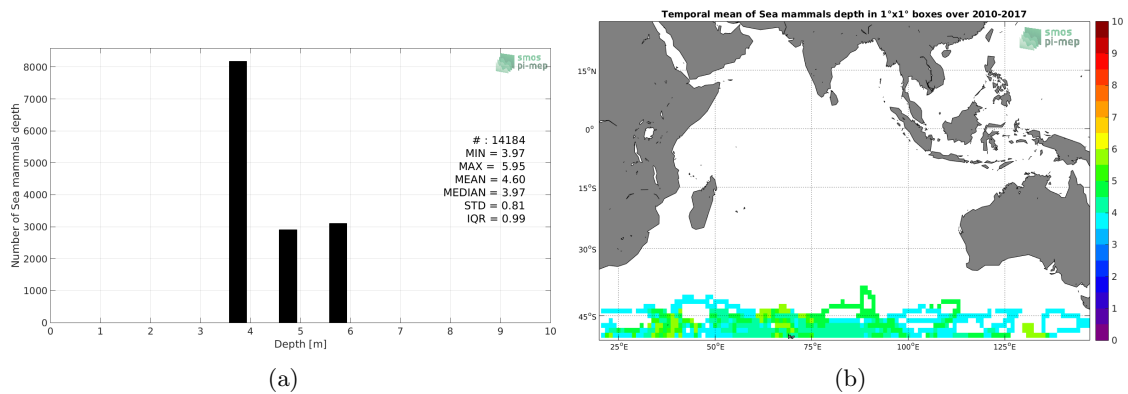 8000
7000
6000
5000
4000
3000
2000
1000
0
Number of Sea mammals depth
smos
pi-mep
# : 14184
MIN = 3.97
MAX = 5.95
MEAN = 4.60
MEDIAN = 3.97
STD = 0.81
IQR = 0.99
0 1 2 3 4 5 6 7 8 9 10
Depth [m]
(a)
Temporal mean of Sea mammals depth in 1°x1° boxes over 2010-2017
smos
pi-mep
15°N
0°
15°S
30°S
45°S
25°E 50°E 75°E 100°E 125°E
10
9
8
7
6
5
4
3
2
1
0
(b)